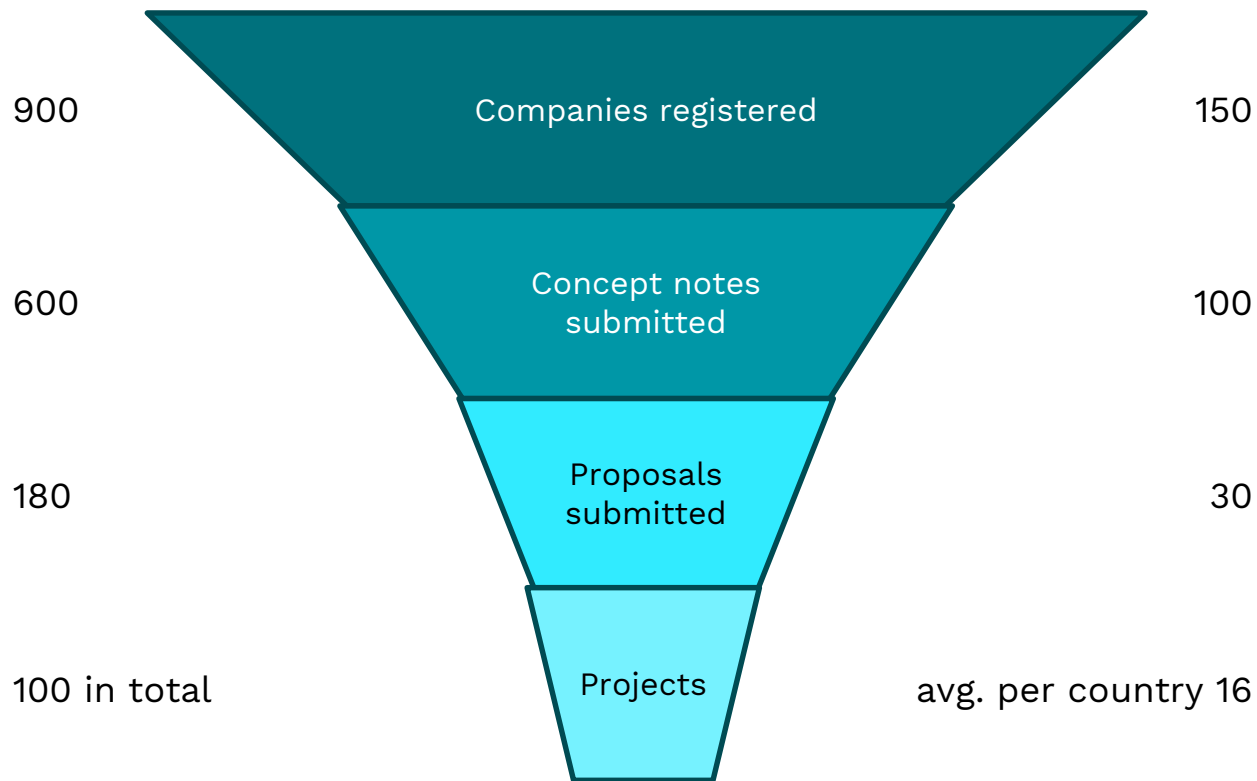 900
Companies registered
150
600
Concept notes
submitted
100
180
Proposals
submitted
30
100 in total
Projects
avg. per country 16